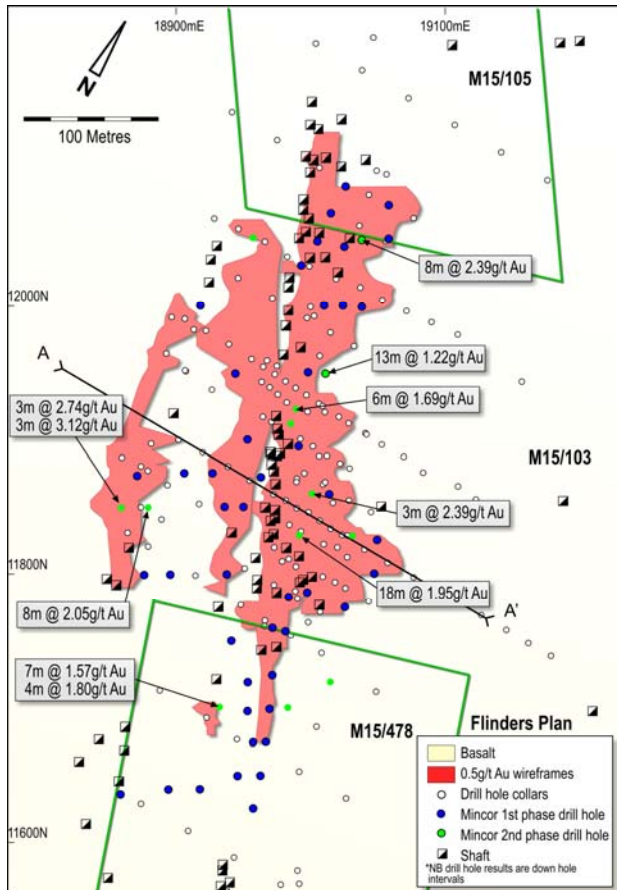 18900mE
19100mE
M15/105
N
100 Metres
8m @ 2.39g/t Au
12000N
13m @ 1.22g/t Au
A
6m @ 1.69g/t Au
3m @ 2.74g/t Au
3m @ 3.12g/t Au
M15/103
3m @ 2.39g/t Au
11800N
18m @ 1.95g/t Au
A'
8m @ 2.05g/t Au
7m @ 1.57g/t Au
4m @ 1.80g/t Au
M15/478
Flinders Plan
Basalt
0.5g/t Au wireframes
Drill hole collars
Mincor 1st phase drill hole
Mincor 2nd phase drill hole
Shaft
*NB drill hole results are down hole
intervals
11600N